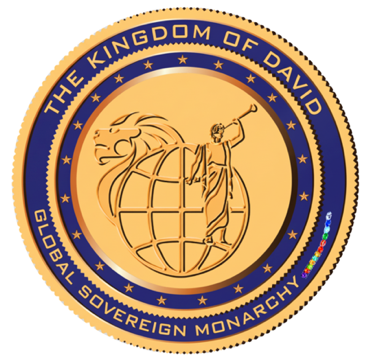 THE KINGDOM OF DAVID
GLOBAL SOVEREIGN MONARCHY